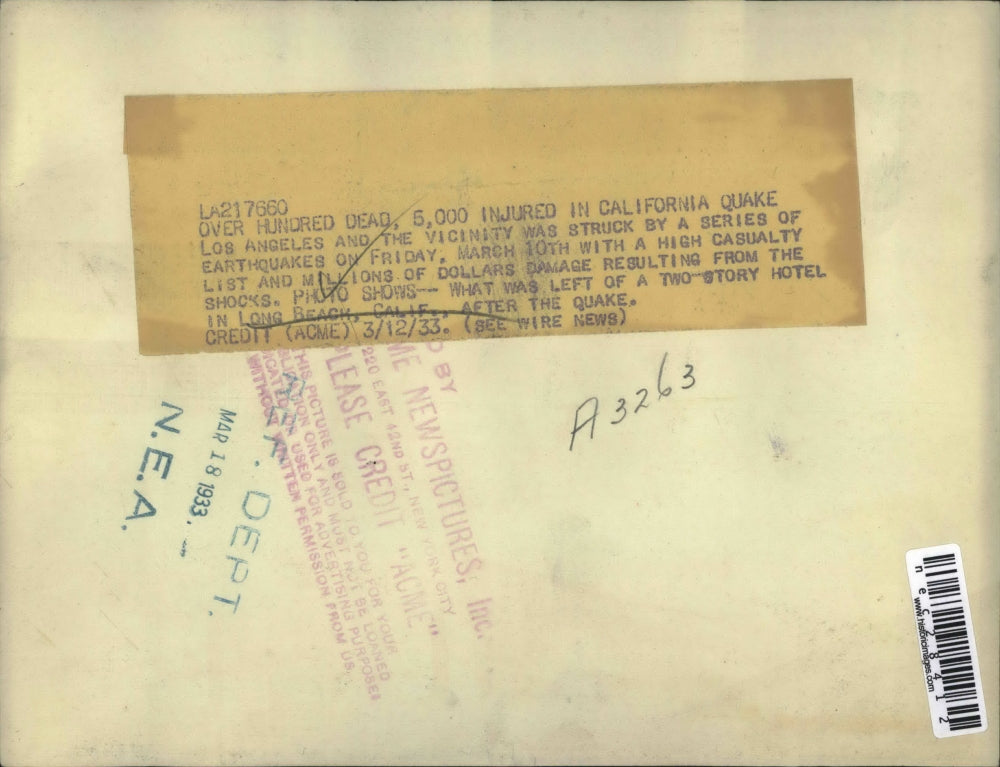 LA217660
OVER HUNDRED DEAD, 5,000 INJURED IN CALIFORNIA QUAKE
LOS ANGELES AND THE VICINITY WAS STRUCK BY A SERIES OF
EARTHQUAKES ON FRIDAY, MARCH 10TH WITH A HIGH CASUALTY
LIST AND MILLIONS OF DOLLARS DAMAGE RESULTING FROM THE
SHOCKS. PHOTO SHOWS-- WHAT WAS LEFT OF A TWO-STORY HOTEL
IN LONG BEACH, CALIF., AFTER THE QUAKE.
CREDIT (ACME) 3/12/33. (SEE WIRE NEWS)
D BY
ME NEWSPICTURES, Inc.
220 EAST 42ND ST., NEW YORK CITY
PLEASE CREDIT "ACME"
THIS PICTURE IS SOLD TO YOU FOR YOUR
PUBLICATION ONLY AND MUST NOT BE LOANED
OR USED FOR ADVERTISING PURPOSES
WITHOUT WRITTEN PERMISSION FROM US.
DEPT.
MAR 18 1933
N.E.A.
A3263
nec28412
www.historicimages.com